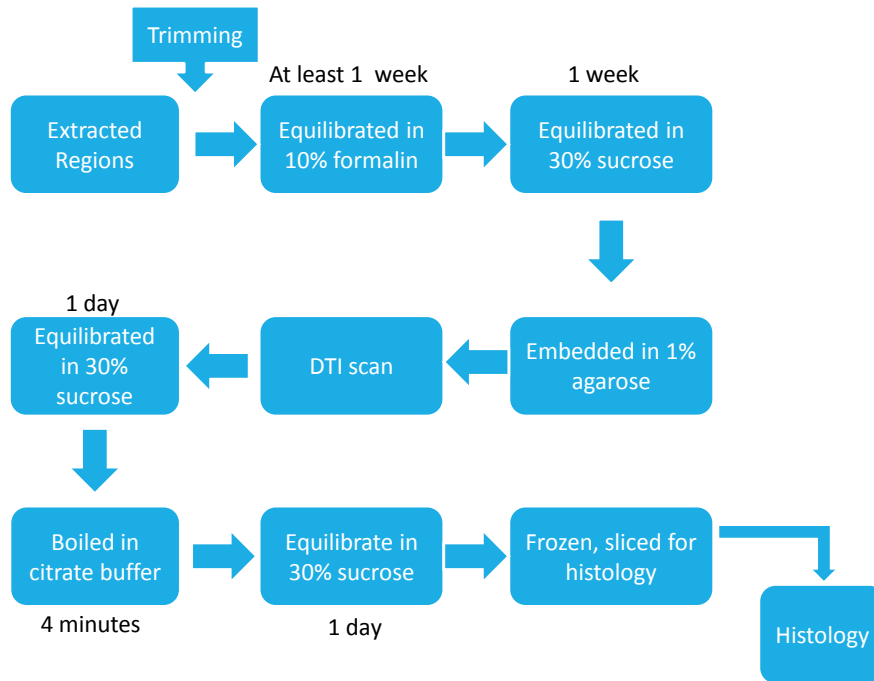 Trimming
At least 1 week
1 week
Extracted
Regions
Equilibrated in
10% formalin
Equilibrated in
30% sucrose
1 day
Equilibrated
in 30%
sucrose
DTI scan
Embedded in 1%
agarose
Boiled in
citrate buffer
4 minutes
Equilibrate in
30% sucrose
1 day
Frozen, sliced for
histology
Histology